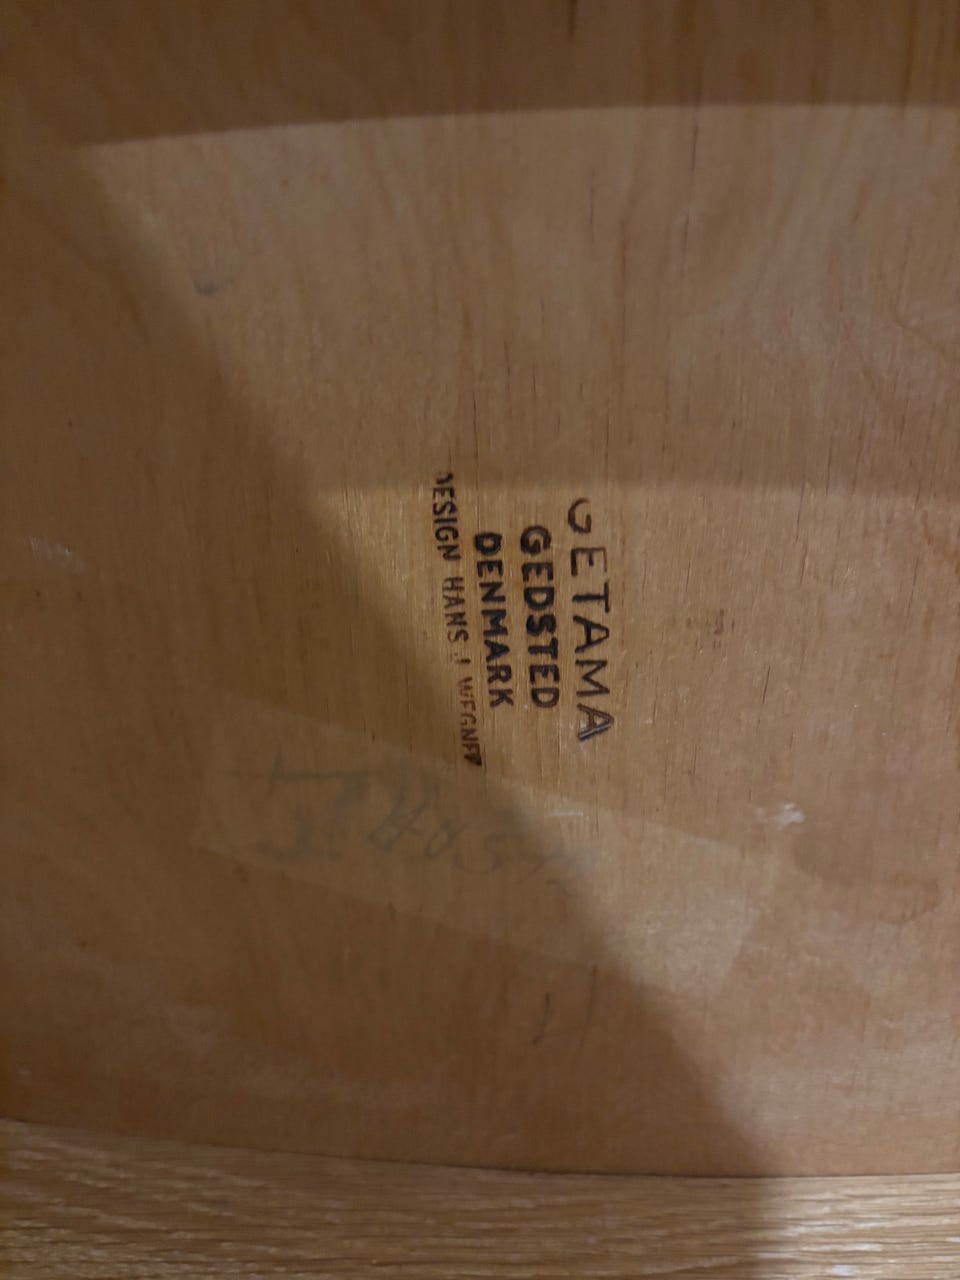 GETAMA
GEDSTED
DENMARK
DESIGN HANS J WEGNER